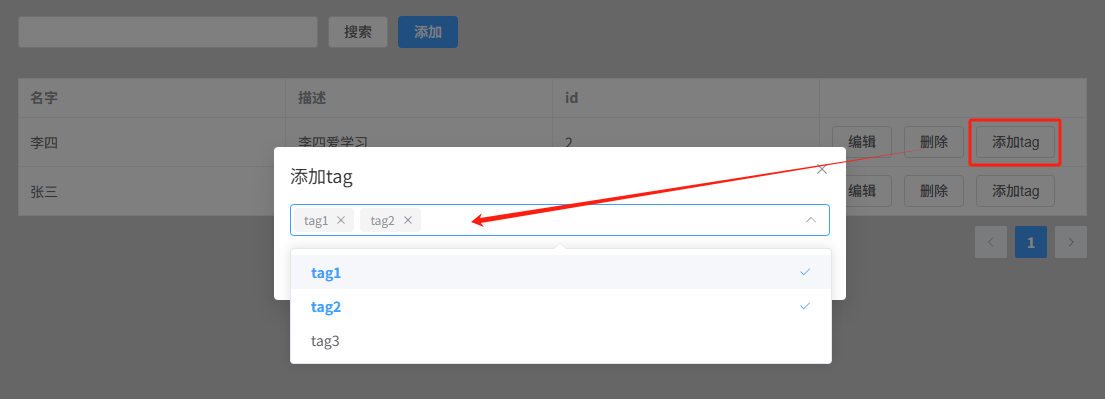 搜索 添加
名字 描述 id
李四 李四爱学习 2 编辑 删除 添加tag
张三 编辑 删除 添加tag
1
添加tag
tag1 tag2
tag1
tag2
tag3